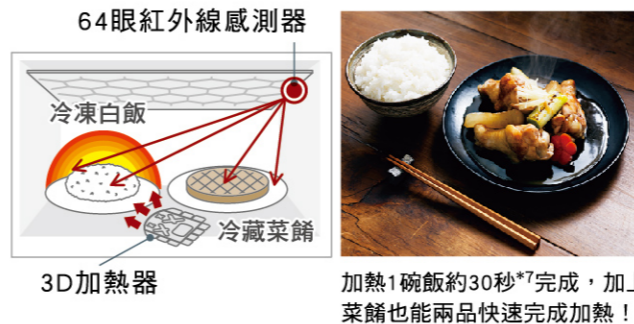 64眼紅外線感測器
冷凍白飯
冷藏菜餚
3D加熱器
加熱1碗飯約30秒*7完成，加上
菜餚也能兩品快速完成加熱！